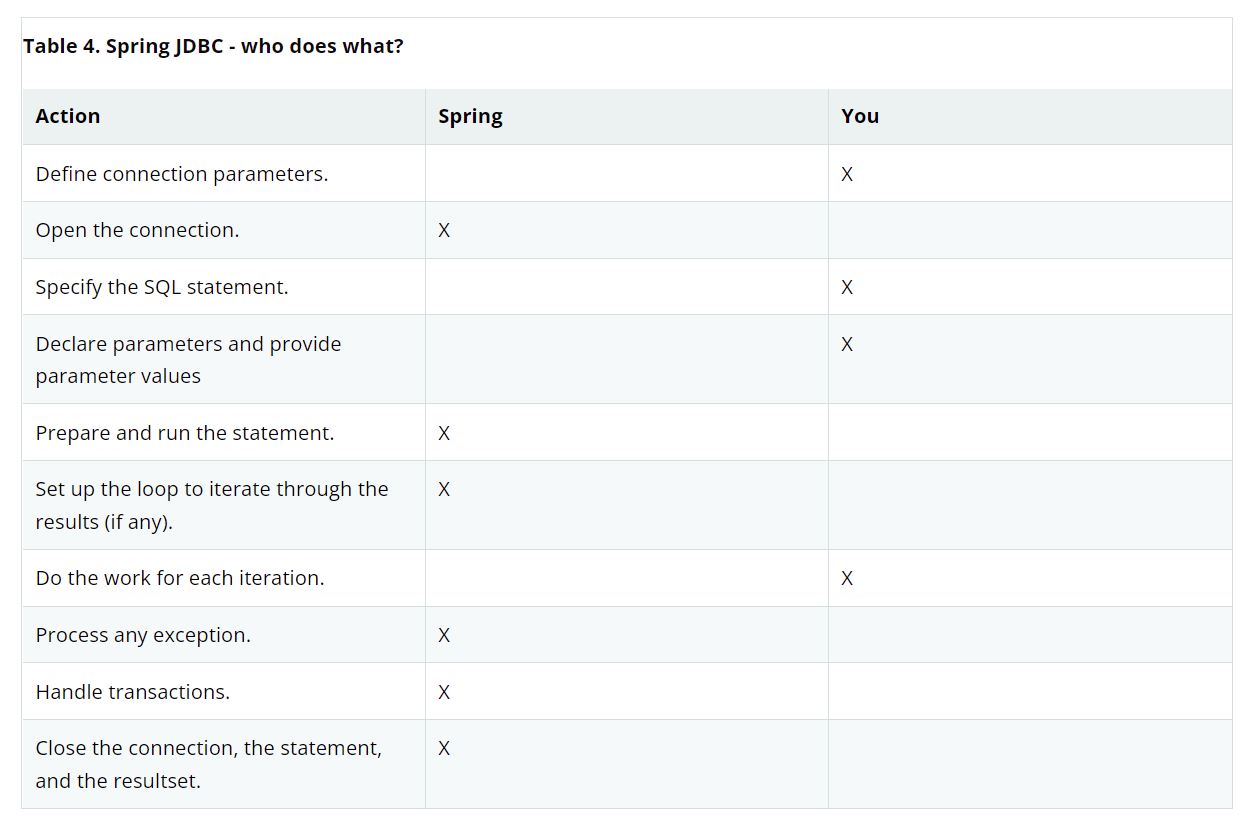 Table 4. Spring JDBC - who does what?
Action Spring You
Define connection parameters. X
Open the connection. X
Specify the SQL statement. X
Declare parameters and provide X
parameter values
Prepare and run the statement. X
Set up the loop to iterate through the X
results (if any).
Do the work for each iteration. X
Process any exception. X
Handle transactions. X
Close the connection, the statement, X
and the resultset.